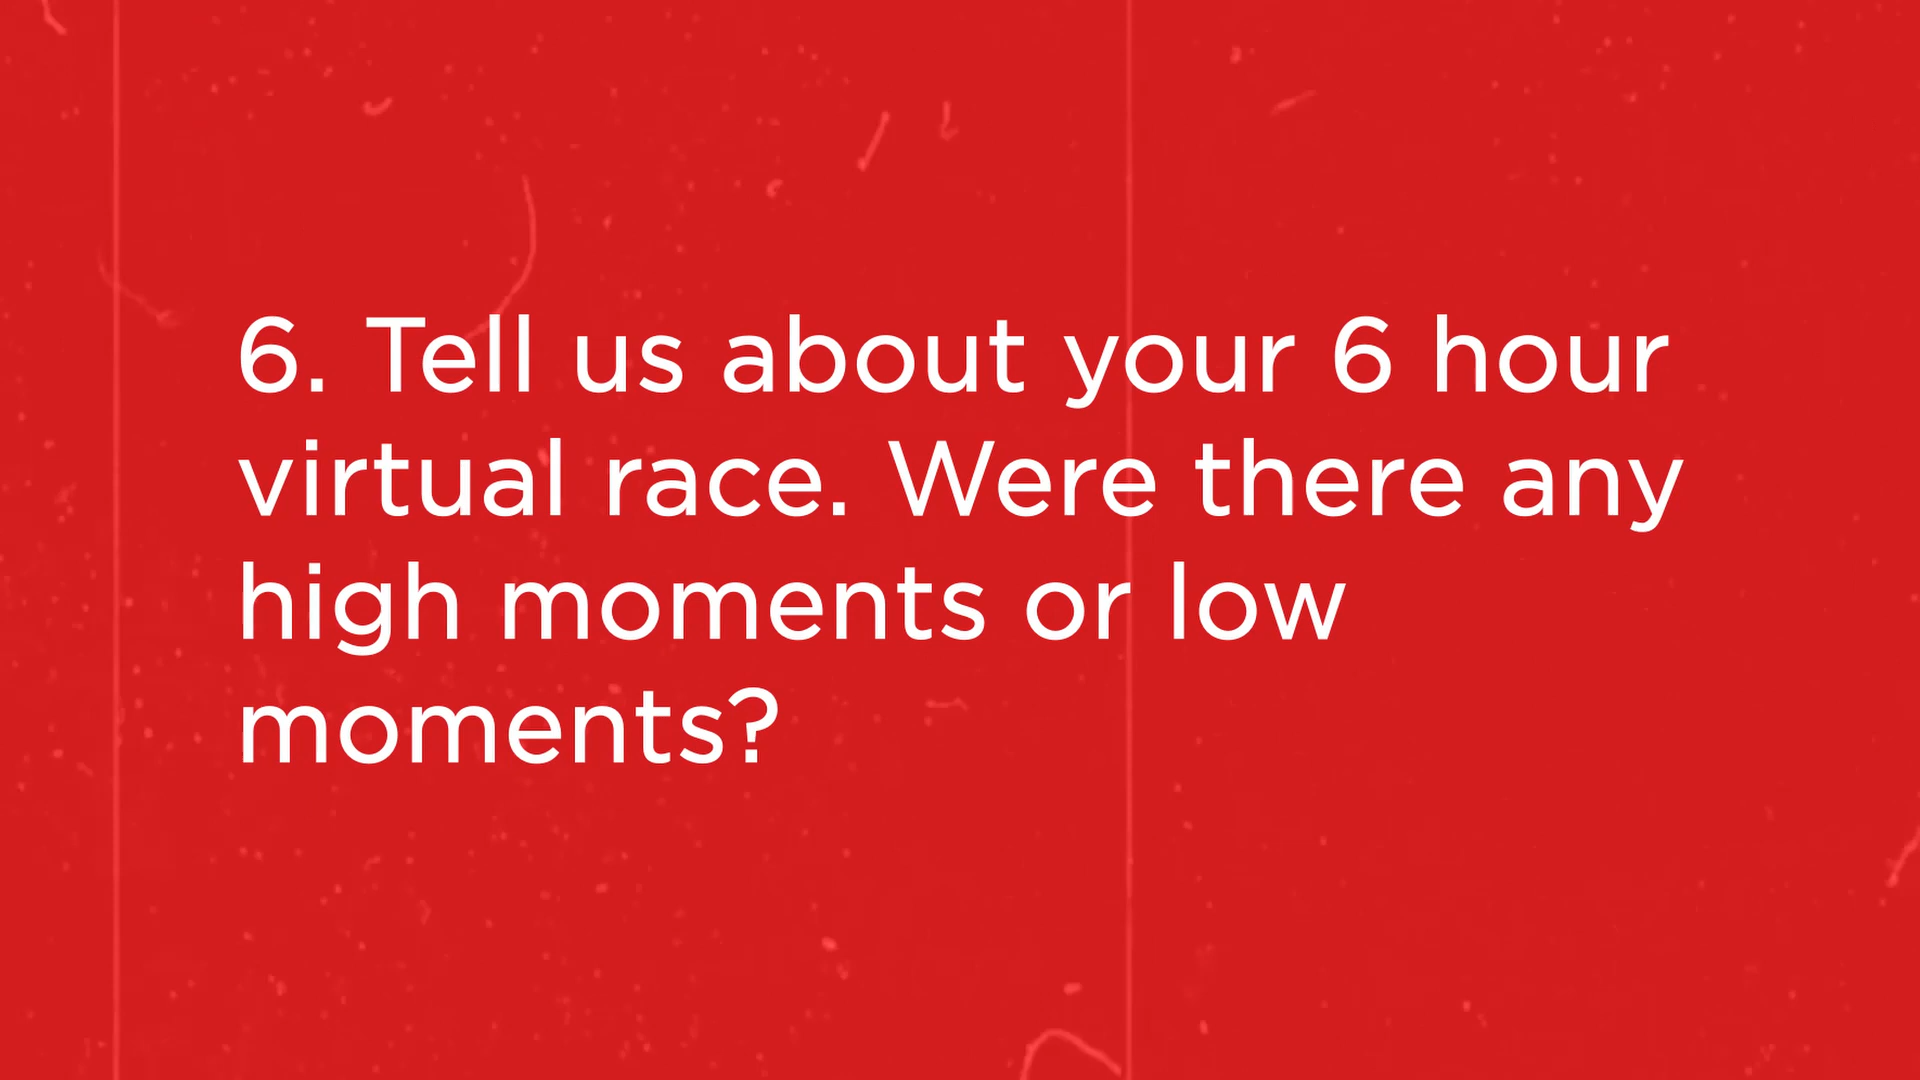 6. Tell us about your 6 hour
virtual race. Were there any
high moments or low
moments?